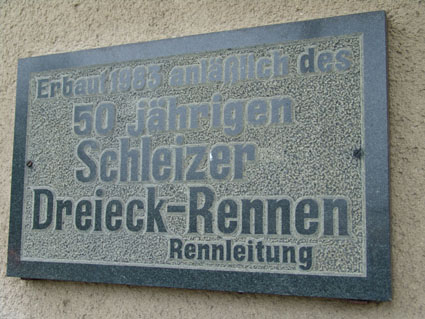 Erbaut 1983 anläßlich des
50 jährigen
Schleizer
Dreieck-Rennen
Rennleitung